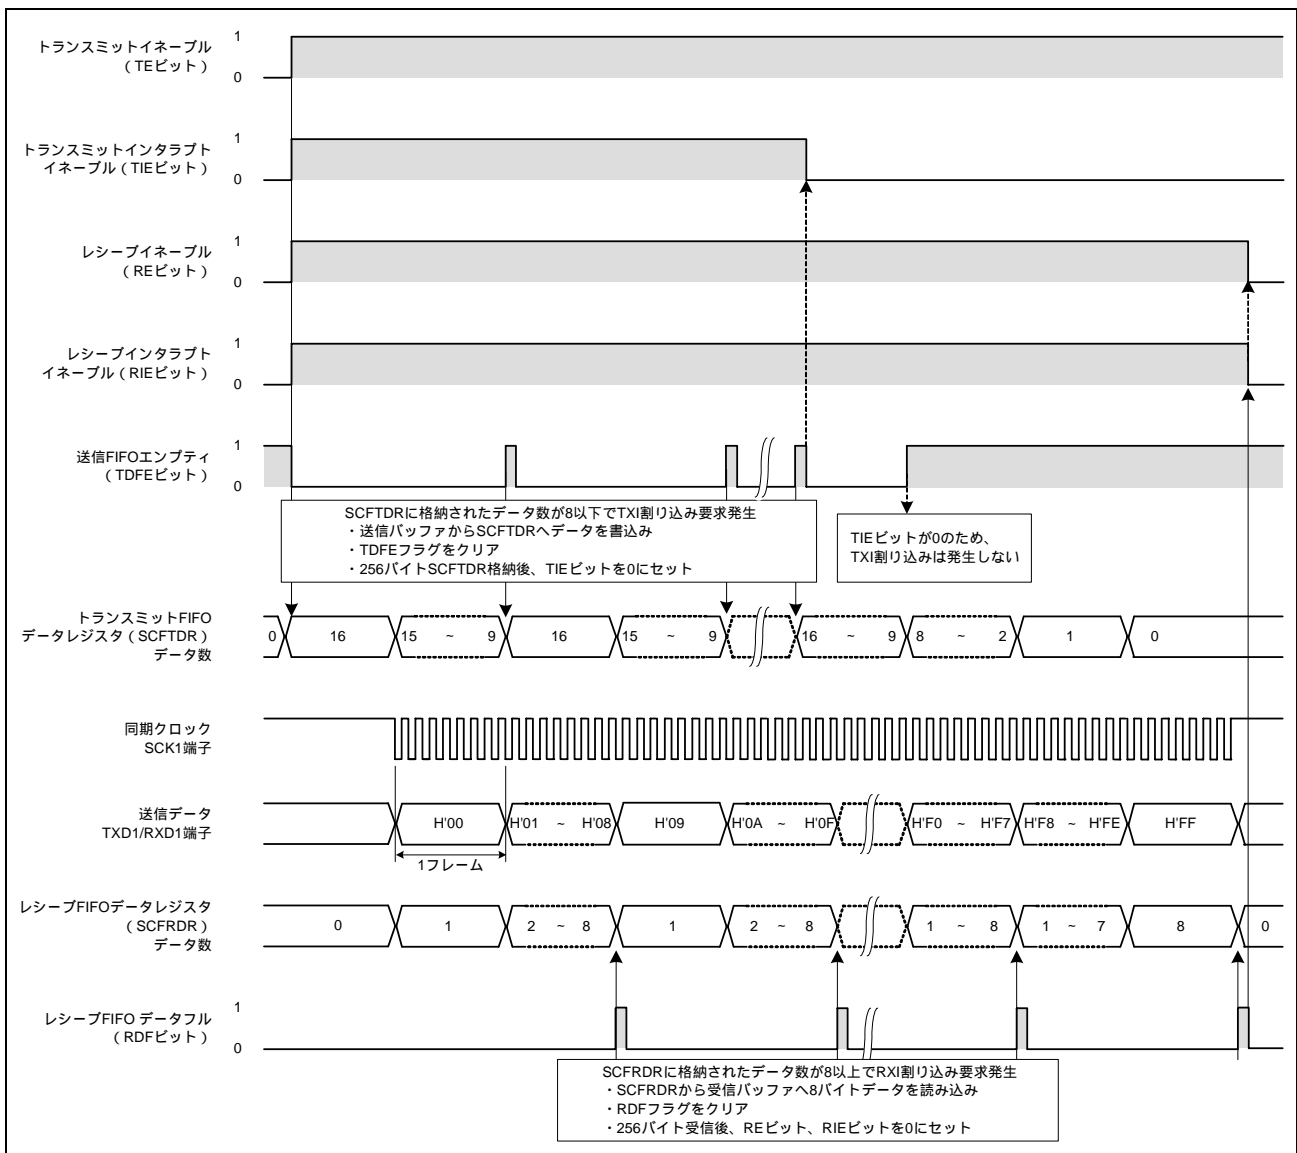 トランスミットイネーブル
(TEビット)
1
0
トランスミットインタラプト
イネーブル(TIEビット)
1
0
レシーブイネーブル
(REビット)
1
0
レシーブインタラプト
イネーブル(RIEビット)
1
0
送信FIFOエンプティ
(TDFEビット)
1
0
SCFTDRに格納されたデータ数が8以下でTXI割り込み要求発生
・送信バッファからSCFTDRへデータを書込み
・TDFEフラグをクリア
・256バイトSCFTDR格納後、TIEビットを0にセット
TIEビットが0のため、
TXI割り込みは発生しない
トランスミットFIFO
データレジスタ(SCFTDR)
データ数
0 16 15 ~ 9 16 15 ~ 9 16 ~ 9 8 ~ 2 1 0
同期クロック
SCK1端子
送信データ
TXD1/RXD1端子
H'00 H'01 ~ H'08 H'09 H'0A ~ H'0F H'F0 ~ H'F7 H'F8 ~ H'FE H'FF
1フレーム
レシーブFIFOデータレジスタ
(SCFRDR)
データ数
0 1 2 ~ 8 1 2 ~ 8 1 ~ 8 1 ~ 7 8 0
レシーブFIFO データフル
(RDFビット)
1
0
SCFRDRに格納されたデータ数が8以上でRXI割り込み要求発生
・SCFRDRから受信バッファへ8バイトデータを読み込み
・RDFフラグをクリア
・256バイト受信後、REビット、RIEビットを0にセット